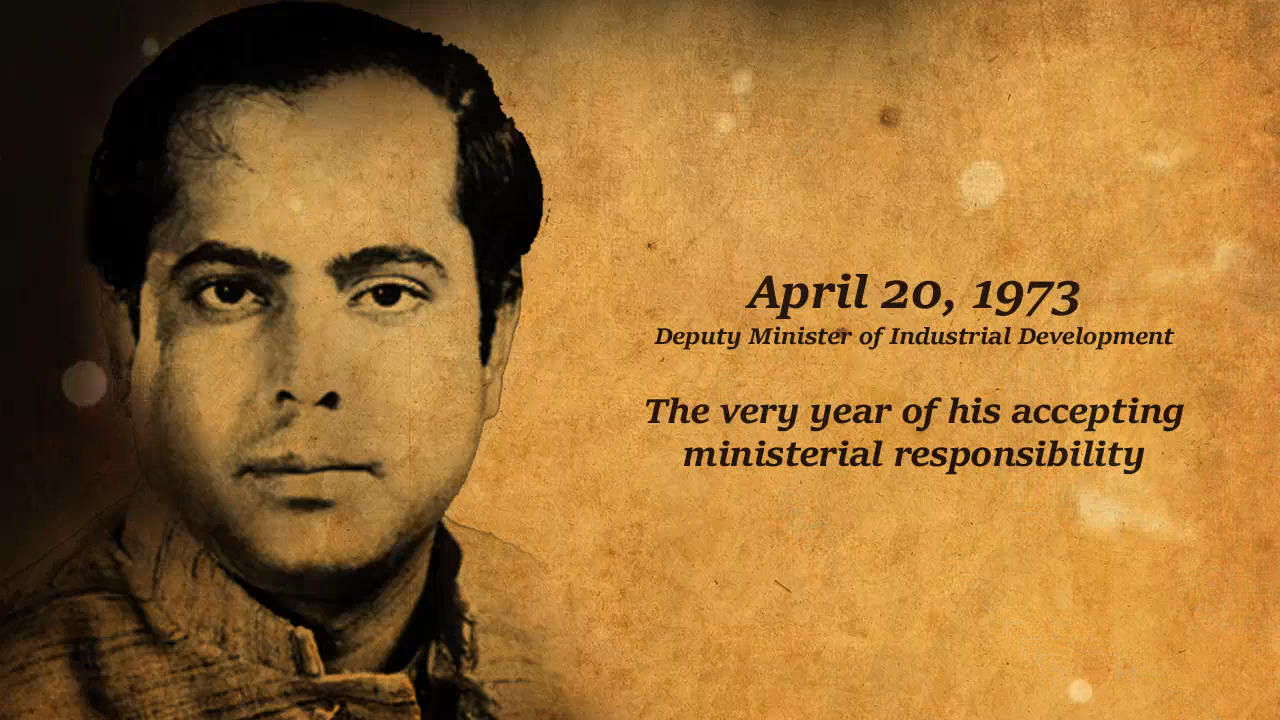 April 20, 1973
Deputy Minister of Industrial Development
The very year of his accepting
ministerial responsibility